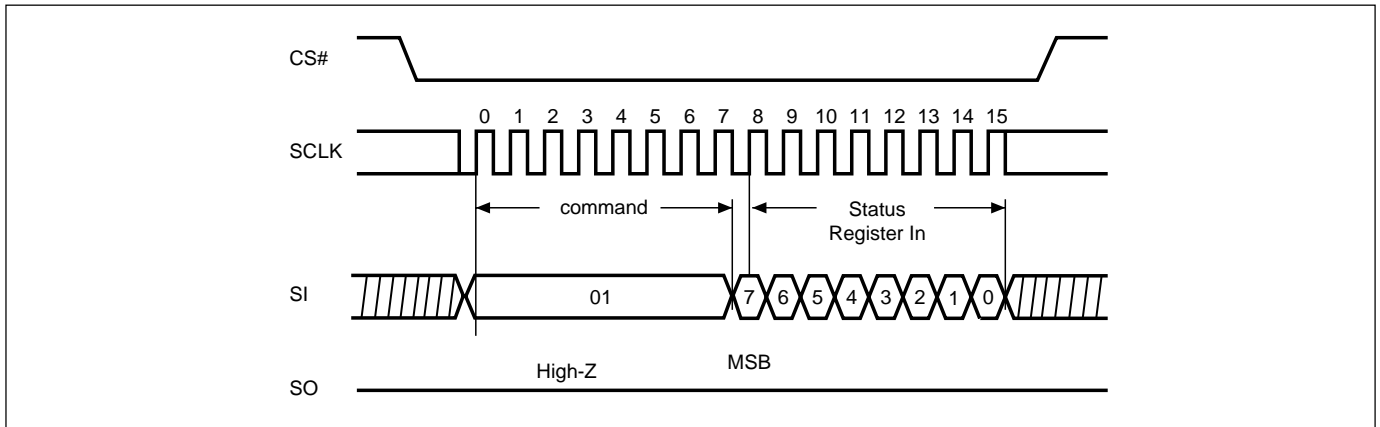 CS#
0 1 2 3 4 5 6 7 8 9 10 11 12 13 14 15
SCLK
command
Status
Register In
SI
01
7 6 5 4 3 2 1 0
MSB
High-Z
SO